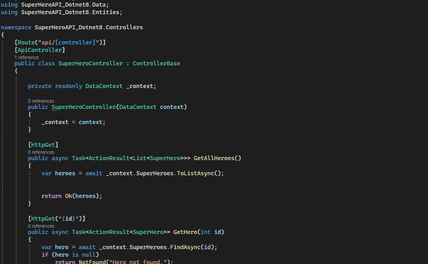 using SuperHeroAPI_Dotnet8.Data;
using SuperHeroAPI_Dotnet8.Entities;
namespace SuperHeroAPI_Dotnet8.Controllers
{
[Route("api/[controller]")]
[ApiController]
1 reference
public class SuperHeroController : ControllerBase
{
private readonly DataContext _context;
0 references
public SuperHeroController(DataContext context)
{
_context = context;
}
[HttpGet]
0 references
public async Task<ActionResult<List<SuperHero>>> GetAllHeroes()
{
var heroes = await _context.SuperHeroes.ToListAsync();
return Ok(heroes);
}
[HttpGet("{id}")]
0 references
public async Task<ActionResult<SuperHero>> GetHero(int id)
{
var hero = await _context.SuperHeroes.FindAsync(id);
if (hero is null)
return NotFound("Hero not found.");